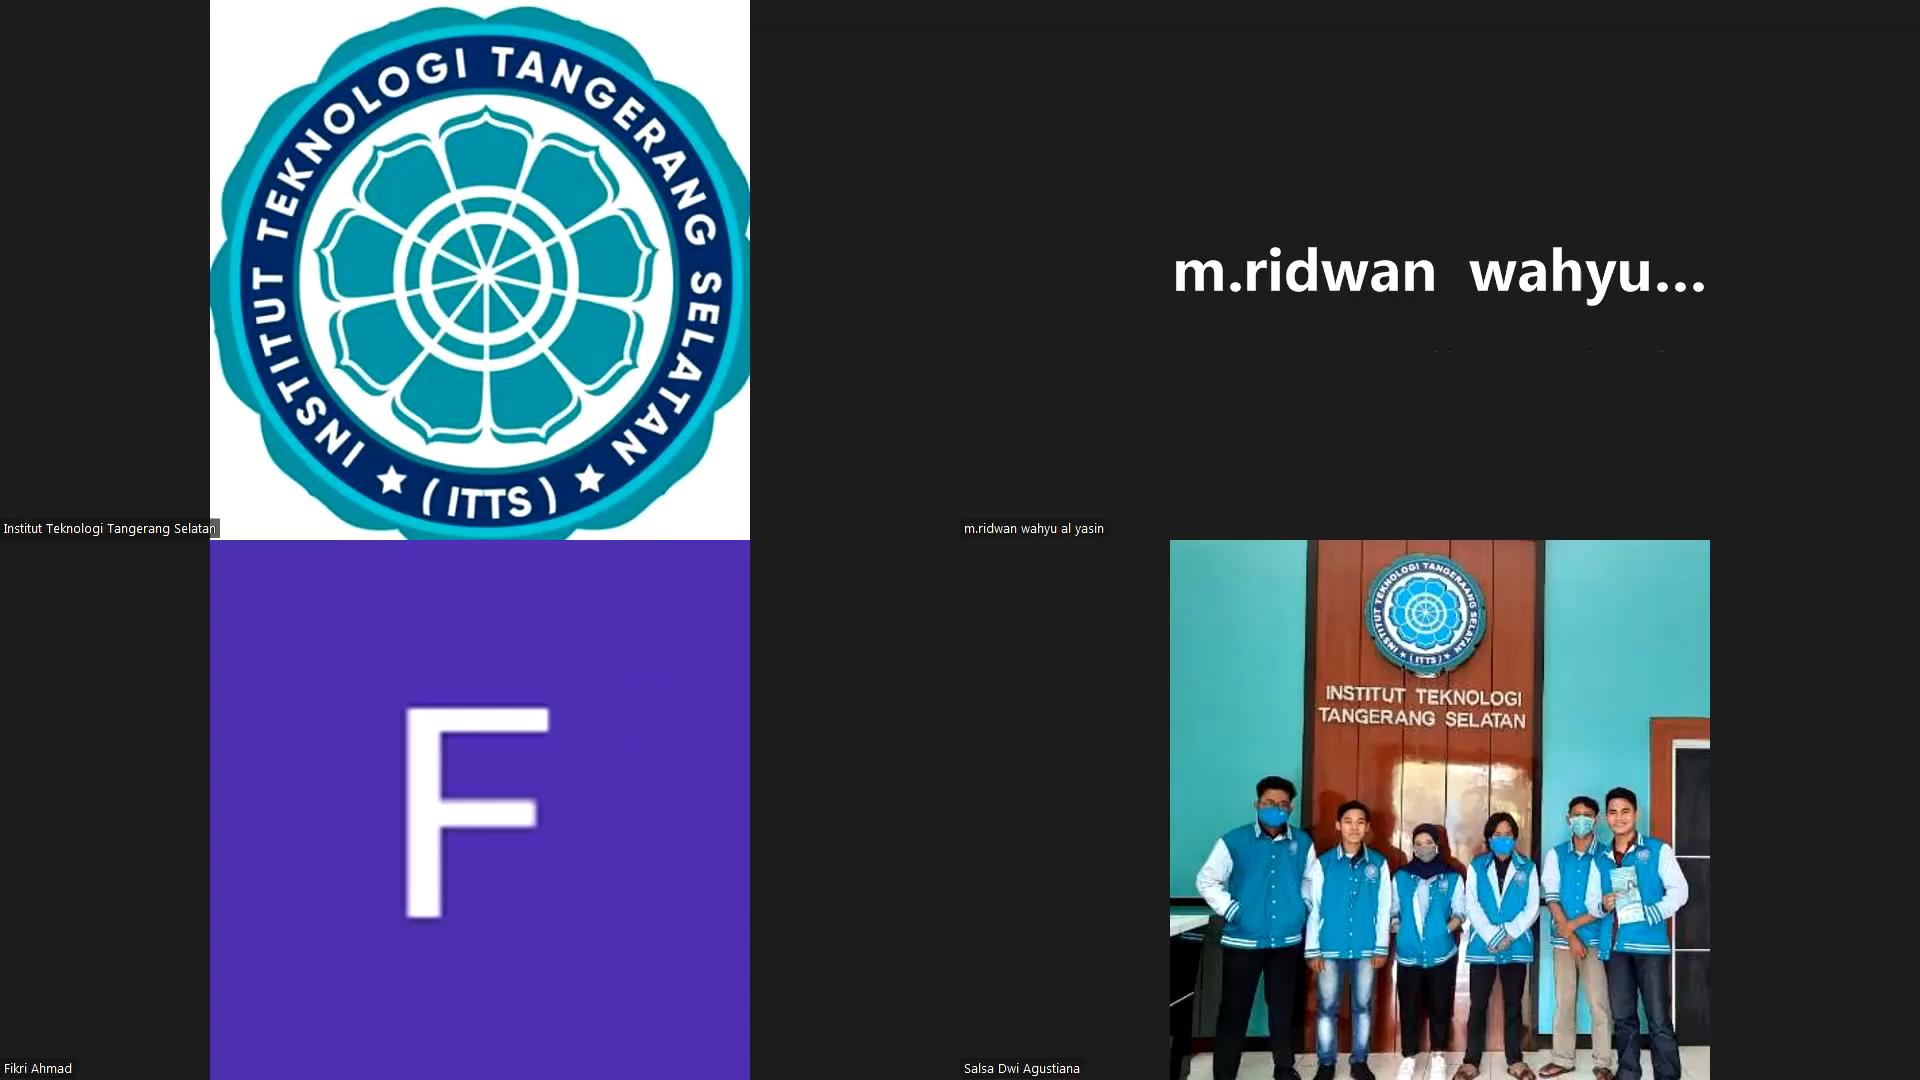 INSTITUT TEKNOLOGI TANGERANG SELATAN
( ITTS )
Institut Teknologi Tangerang Selatan
m.ridwan wahyu...
m.ridwan wahyu al yasin
F
Fikri Ahmad
INSTITUT TEKNOLOGI TANGERANG SELATAN
( ITTS )
INSTITUT TEKNOLOGI
TANGERANG SELATAN
Salsa Dwi Agustiana